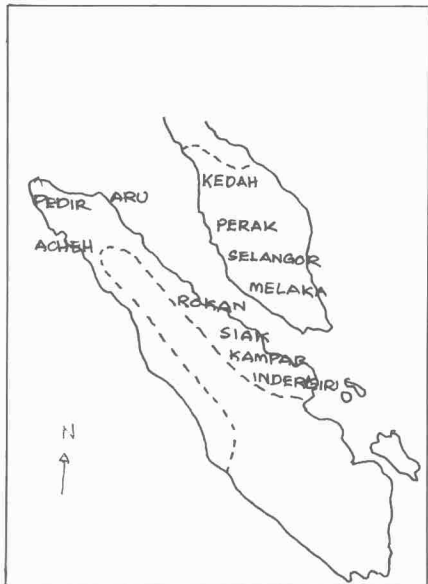 KEDAH
PEDIR
ARU
PERAK
ACHEH
SELANGOR
MELAKA
ROKAN
SIAK
KAMPAR
INDERGIRI
N